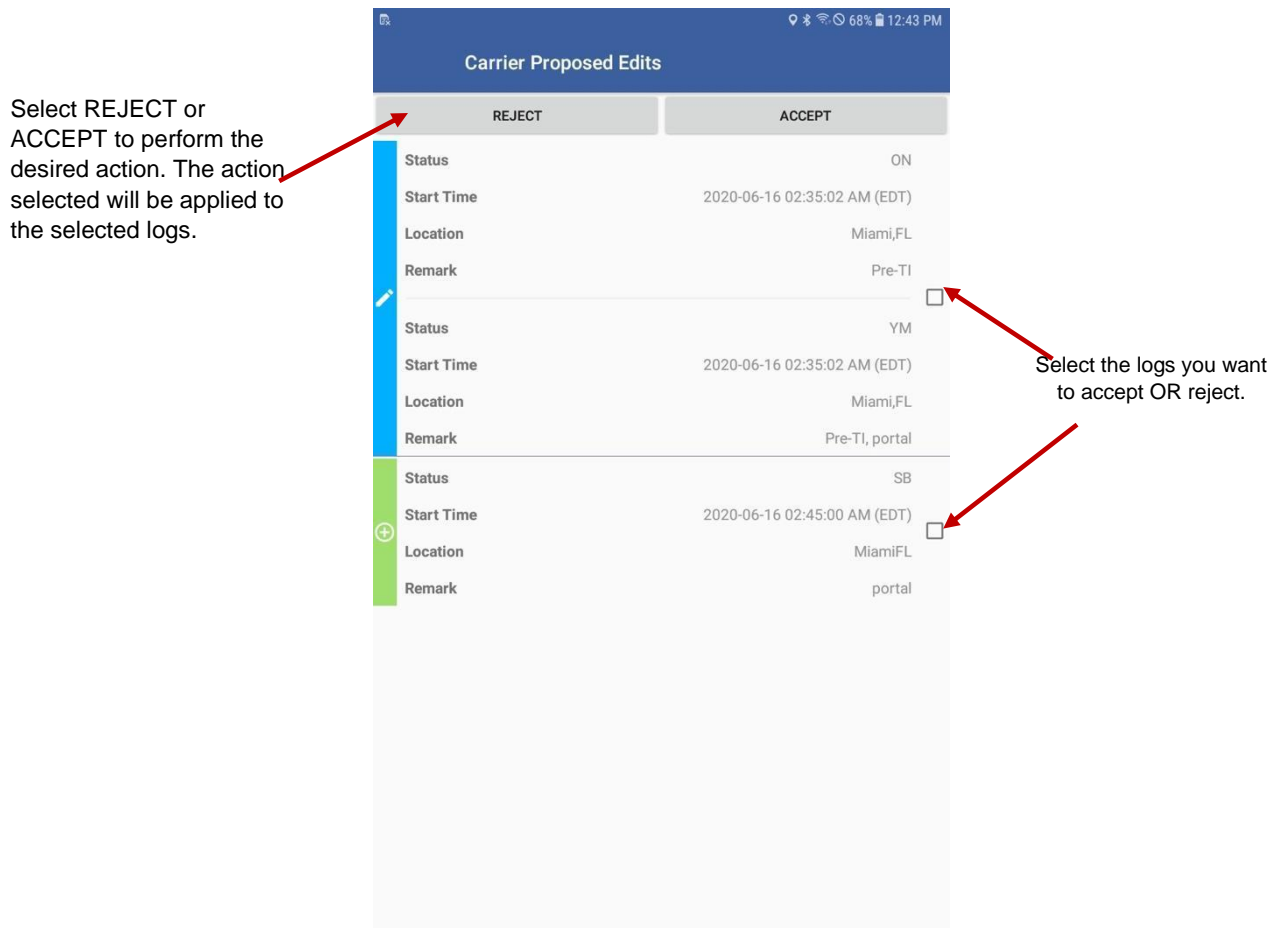 68% 12:43 PM
Carrier Proposed Edits
Select REJECT or
ACCEPT to perform the
desired action. The action
selected will be applied to
the selected logs.
REJECT ACCEPT
Status ON
Start Time 2020-06-16 02:35:02 AM (EDT)
Location Miami,FL
Remark Pre-TI
Status YM
Start Time 2020-06-16 02:35:02 AM (EDT)
Location Miami,FL
Remark Pre-TI, portal
Status SB
Start Time 2020-06-16 02:45:00 AM (EDT)
Location MiamiFL
Remark portal
Select the logs you want
to accept OR reject.